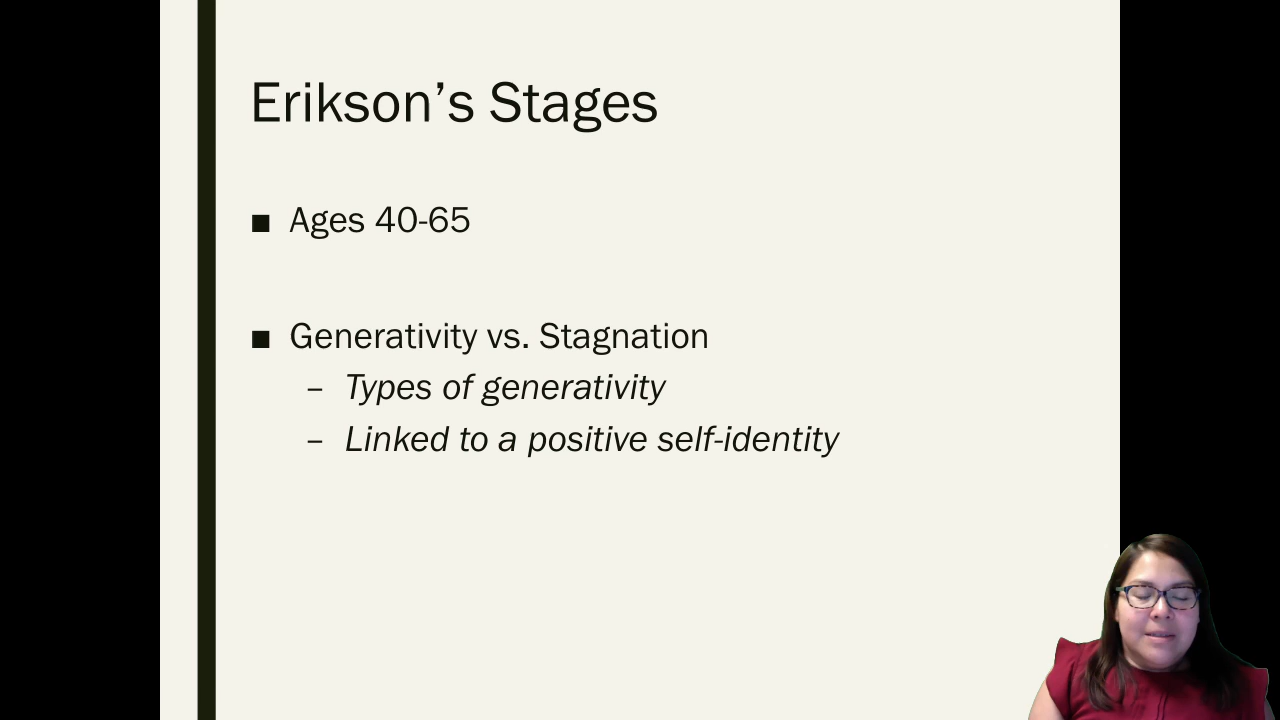 Erikson’s Stages
■ Ages 40-65
■ Generativity vs. Stagnation
– Types of generativity
– Linked to a positive self-identity